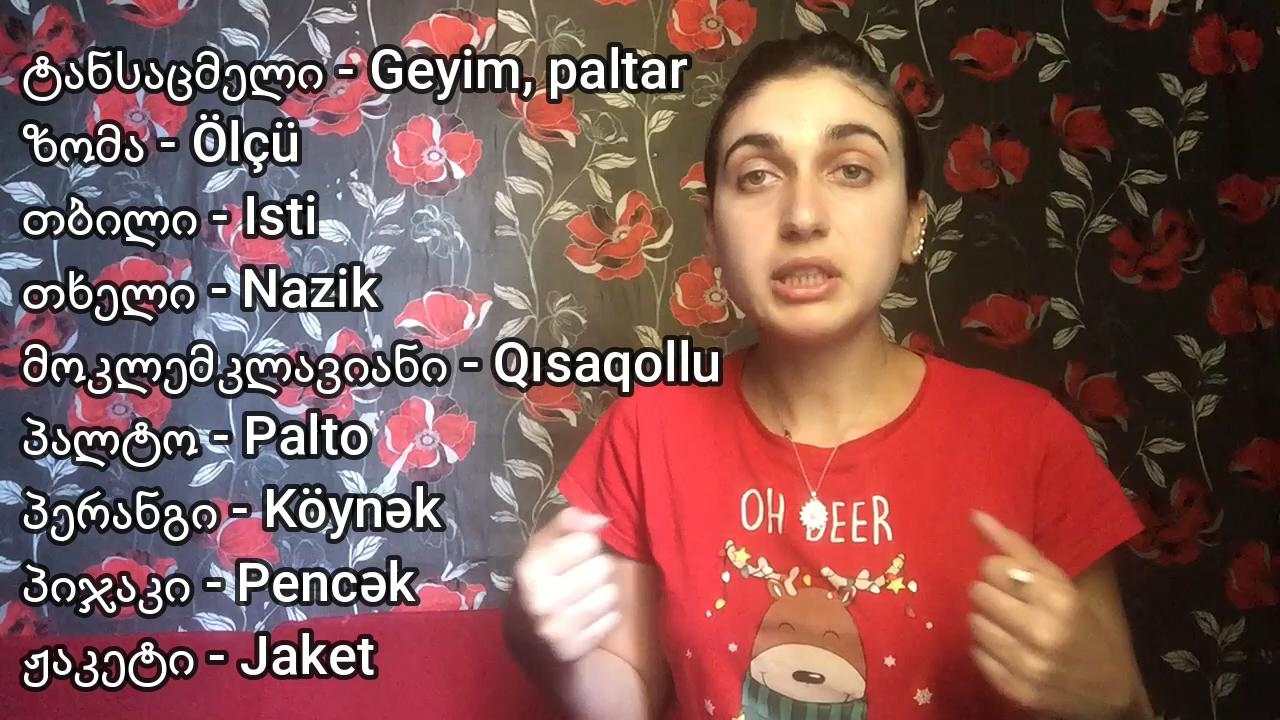 ტანსაცმელი - Geyim, paltar
ზომა - Ölçü
თბილი - Isti
თხელი - Nazik
მოკლემკლავიანი - Qısaqollu
პალტო - Palto
პერანგი - Köynək
პიჯაკი - Pencək
ჟაკეტი - Jaket
OH DEER